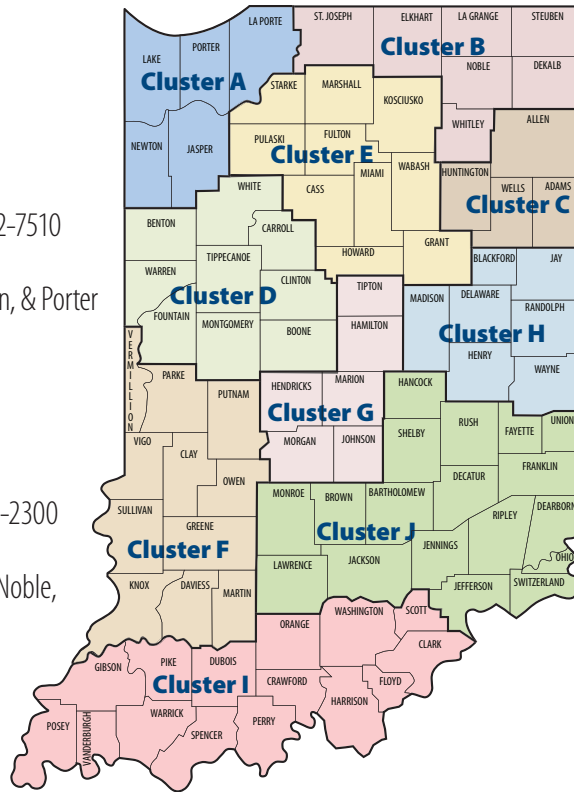 LA PORTE
ST. JOSEPH
ELKHART
LA GRANGE
STEUBEN
PORTER
LAKE
Cluster B
Cluster A
NOBLE
DEKALB
STARKE
MARSHALL
KOSCIUSKO
ALLEN
WHITLEY
NEWTON
JASPER
PULASKI
FULTON
Cluster E
MIAMI
WABASH
HUNTINGTON
WHITE
CASS
WELLS
ADAMS
Cluster C
2-7510
BENTON
CARROLL
TIPPECANOE
HOWARD
GRANT
BLACKFORD
JAY
WARREN
CLINTON
TIPTON
n, & Porter
Cluster D
MADISON
DELAWARE
RANDOLPH
FOUNTAIN
MONTGOMERY
BOONE
HAMILTON
Cluster H
VERMILLION
HENRY
WAYNE
PARKE
PUTNAM
HENDRICKS
MARION
HANCOCK
Cluster G
RUSH
FAYETTE
UNION
VIGO
CLAY
MORGAN
JOHNSON
SHELBY
OWEN
DECATUR
FRANKLIN
MONROE
BROWN
BARTHOLOMEW
-2300
SULLIVAN
GREENE
RIPLEY
DEARBORN
Cluster F
Cluster J
JENNINGS
LAWRENCE
JACKSON
OHIO
Noble,
KNOX
DAVIESS
MARTIN
JEFFERSON
SWITZERLAND
WASHINGTON
SCOTT
ORANGE
CLARK
GIBSON
PIKE
DUBOIS
Cluster I
CRAWFORD
FLOYD
HARRISON
POSEY
VANDERBURGH
WARRICK
SPENCER
PERRY